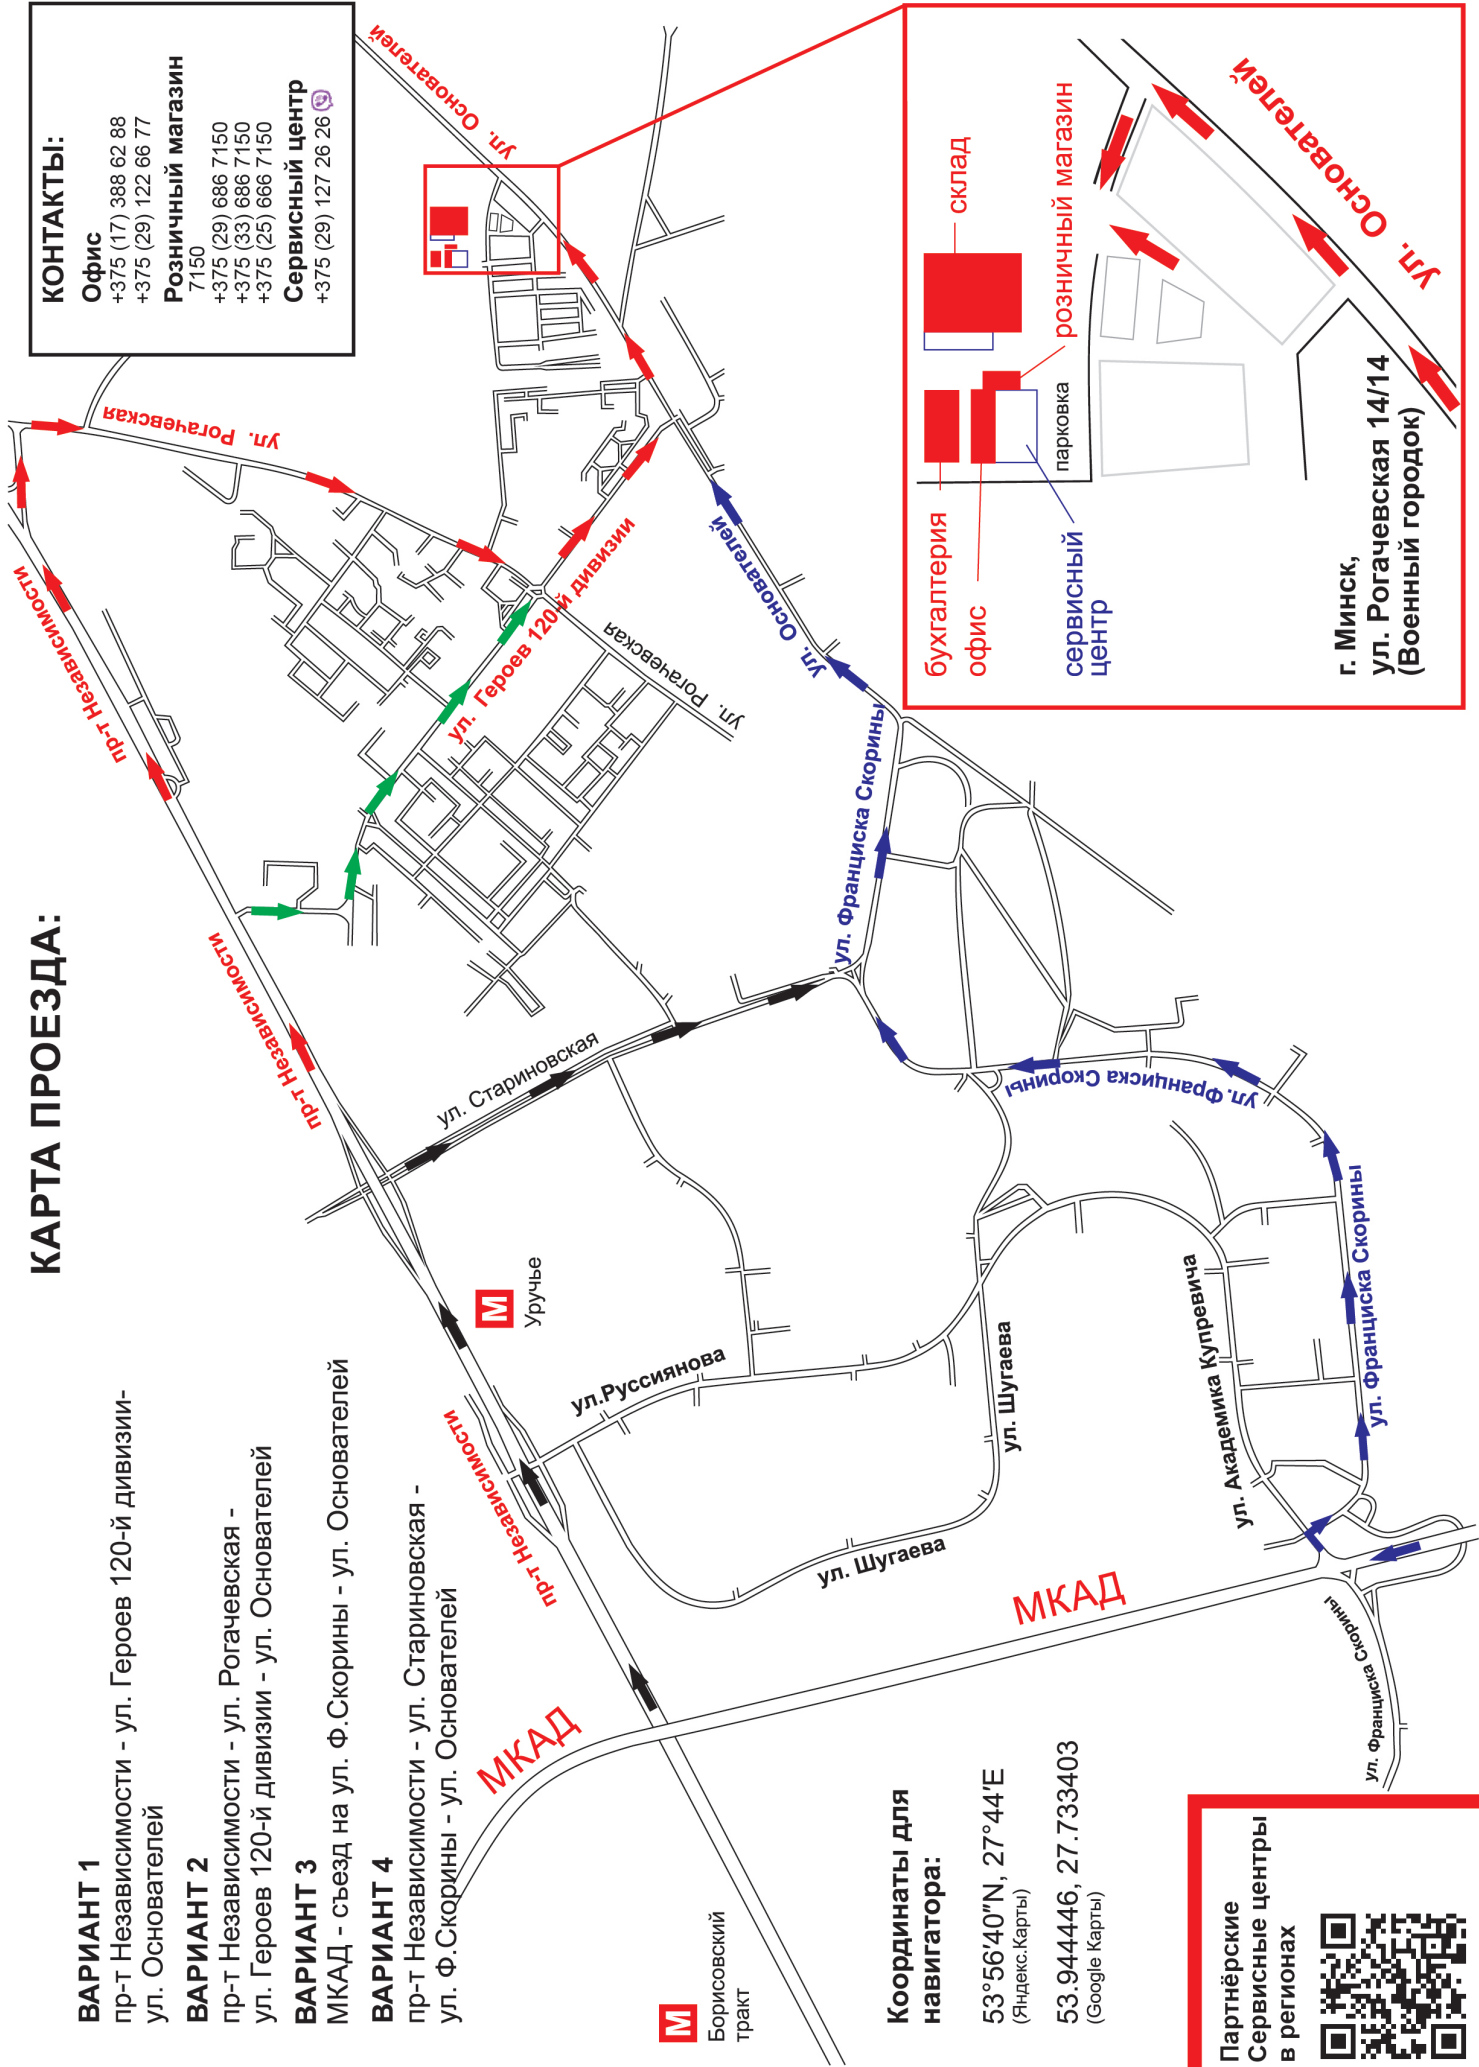 КАРТА ПРОЕЗДА:
ВАРИАНТ 1
пр-т Независимости - ул. Героев 120-й дивизии-
ул. Основателей
ВАРИАНТ 2
пр-т Независимости - ул. Рогачевская -
ул. Героев 120-й дивизии - ул. Основателей
ВАРИАНТ 3
МКАД - съезд на ул. Ф.Скорины - ул. Основателей
ВАРИАНТ 4
пр-т Независимости - ул. Стариновская -
ул. Ф.Скорины - ул. Основателей
КОНТАКТЫ:
Офис
+375 (17) 388 62 88
+375 (29) 122 66 77
Розничный магазин
7150
+375 (29) 686 7150
+375 (33) 686 7150
+375 (25) 666 7150
Сервисный центр
+375 (29) 127 26 26
М
Борисовский
тракт
М
Уручье
МКАД
МКАД
пр-т Независимости
пр-т Независимости
пр-т Независимости
пр-т Независимости
ул. Рогачевская
ул. Рогачевская
ул. Героев 120-й дивизии
ул. Основателей
ул. Основателей
ул. Стариновская
ул.Руссиянова
ул. Шугаева
ул. Шугаева
ул. Академика Купревича
ул. Франциска Скорины
ул. Франциска Скорины
ул. Франциска Скорины
ул. Франциска Скорины
Координаты для
навигатора:
53°56'40"N, 27°44'E
(Яндекс.Карты)
53.944446, 27.733403
(Google Карты)
Партнёрские
Сервисные центры
в регионах
бухгалтерия
офис
сервисный
центр
склад
розничный магазин
парковка
ул. Основателей
г. Минск,
ул. Рогачевская 14/14
(Военный городок)